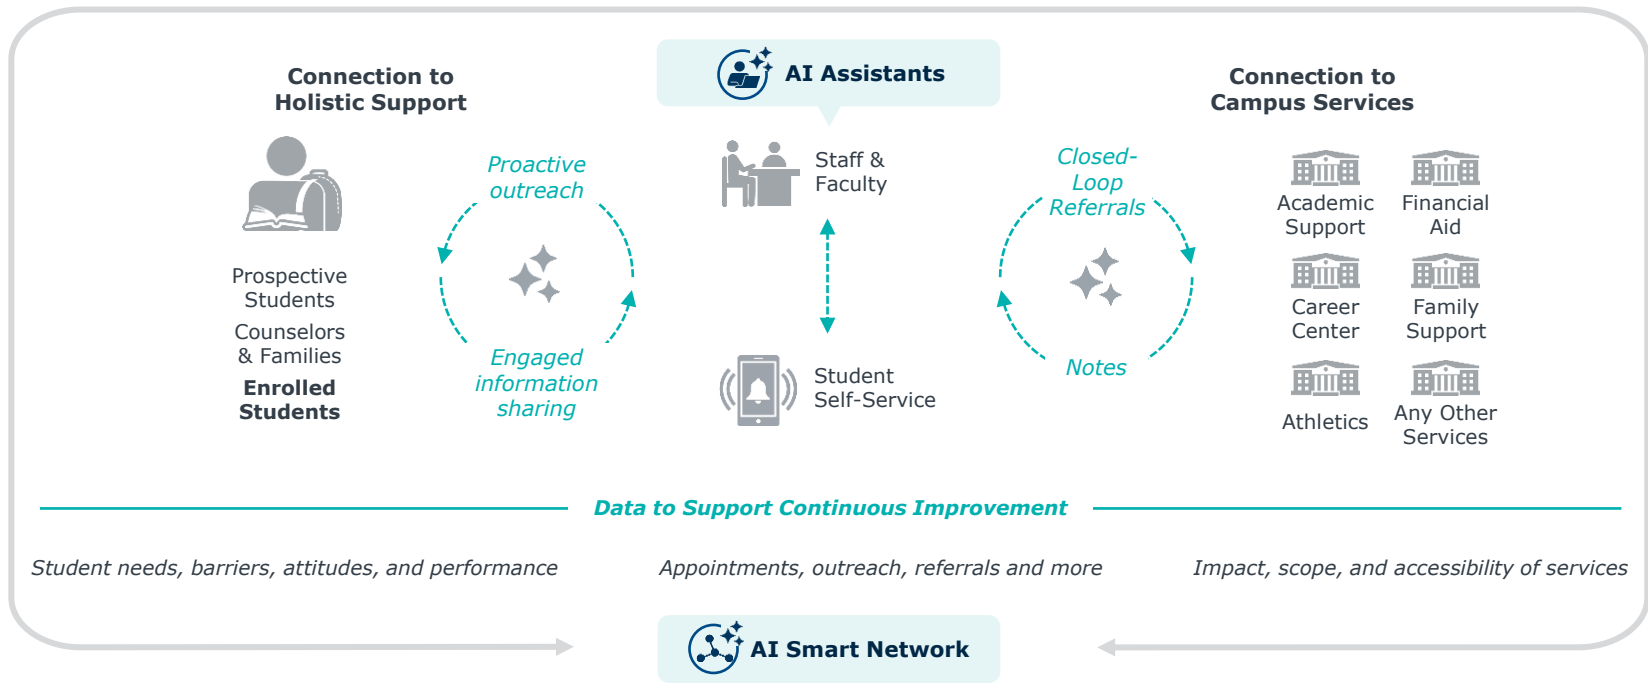 AI Assistants
Connection to
Holistic Support
Connection to
Campus Services
Proactive
outreach
Staff &
Faculty
Closed-
Loop
Referrals
Academic
Support
Financial
Aid
Prospective
Students
Counselors
& Families
Enrolled
Students
Career
Center
Family
Support
Engaged
information
sharing
Student
Self-Service
Notes
Athletics
Any Other
Services
Data to Support Continuous Improvement
Student needs, barriers, attitudes, and performance
Appointments, outreach, referrals and more
Impact, scope, and accessibility of services
AI Smart Network